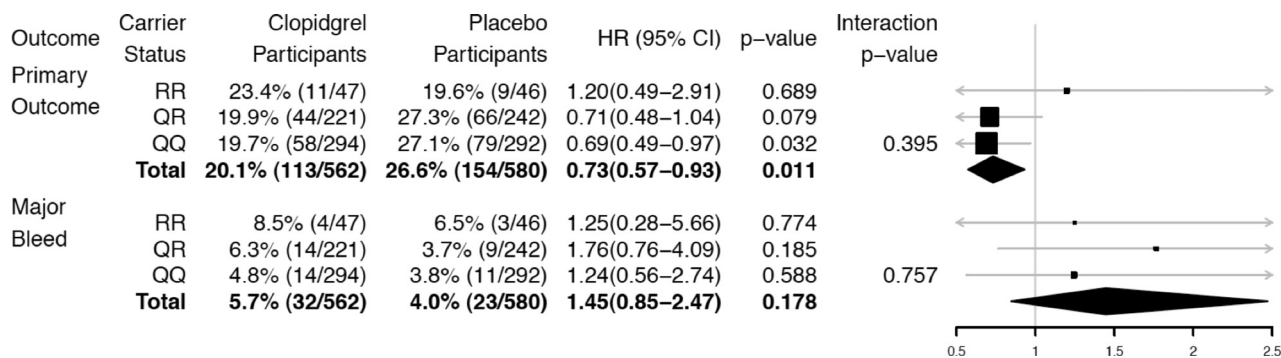 Outcome Carrier Status Clopidgrel Participants Placebo Participants HR (95% CI) p−value Interaction p−value
Primary Outcome
RR 23.4% (11/47) 19.6% (9/46) 1.20(0.49−2.91) 0.689
QR 19.9% (44/221) 27.3% (66/242) 0.71(0.48−1.04) 0.079
QQ 19.7% (58/294) 27.1% (79/292) 0.69(0.49−0.97) 0.032 0.395
Total 20.1% (113/562) 26.6% (154/580) 0.73(0.57−0.93) 0.011
Major Bleed
RR 8.5% (4/47) 6.5% (3/46) 1.25(0.28−5.66) 0.774
QR 6.3% (14/221) 3.7% (9/242) 1.76(0.76−4.09) 0.185
QQ 4.8% (14/294) 3.8% (11/292) 1.24(0.56−2.74) 0.588 0.757
Total 5.7% (32/562) 4.0% (23/580) 1.45(0.85−2.47) 0.178
0.5 1 1.5 2 2.5